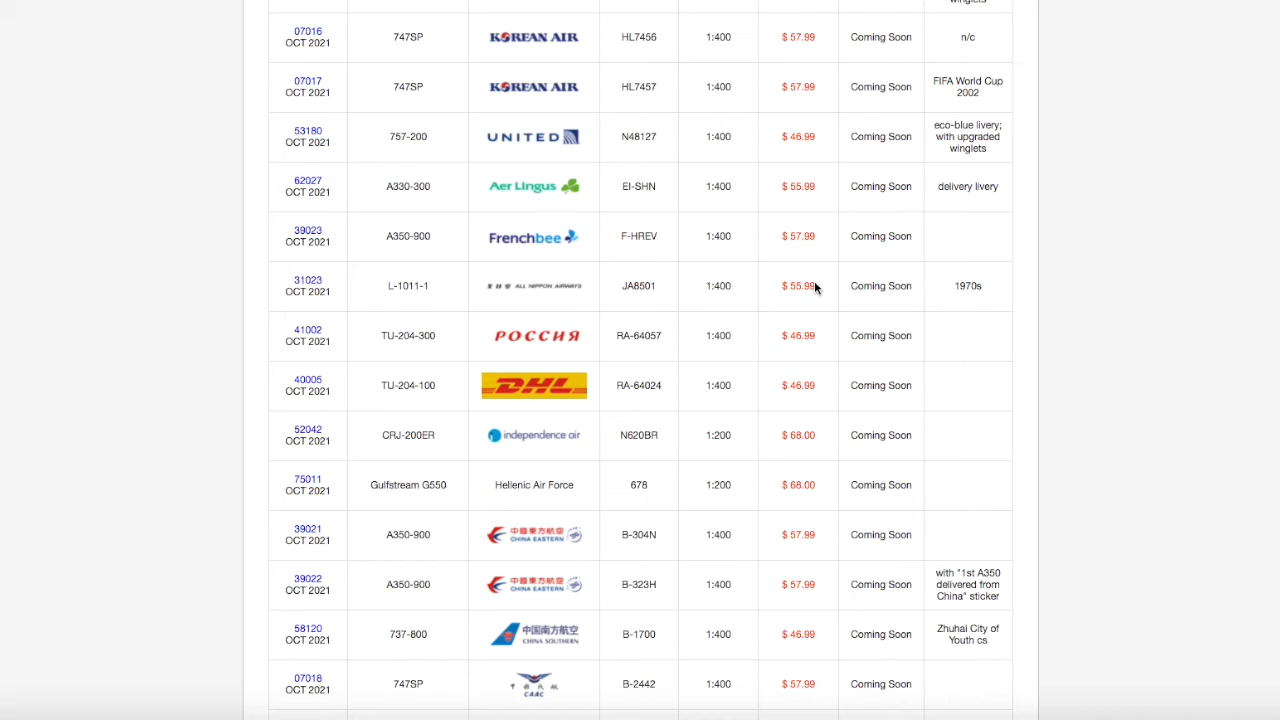 winglets
07016
OCT 2021
747SP
KOREAN AIR
HL7456
1:400
$ 57.99
Coming Soon
n/c
07017
OCT 2021
747SP
KOREAN AIR
HL7457
1:400
$ 57.99
Coming Soon
FIFA World Cup
2002
53180
OCT 2021
757-200
UNITED
N48127
1:400
$ 46.99
Coming Soon
eco-blue livery;
with upgraded
winglets
62027
OCT 2021
A330-300
Aer Lingus
EI-SHN
1:400
$ 55.99
Coming Soon
delivery livery
39023
OCT 2021
A350-900
Frenchbee
F-HREV
1:400
$ 57.99
Coming Soon
31023
OCT 2021
L-1011-1
ALL NIPPON AIRWAYS
JA8501
1:400
$ 55.99
Coming Soon
1970s
41002
OCT 2021
TU-204-300
РОССИЯ
RA-64057
1:400
$ 46.99
Coming Soon
40005
OCT 2021
TU-204-100
DHL
RA-64024
1:400
$ 46.99
Coming Soon
52042
OCT 2021
CRJ-200ER
independence air
N620BR
1:200
$ 68.00
Coming Soon
75011
OCT 2021
Gulfstream G550
Hellenic Air Force
678
1:200
$ 68.00
Coming Soon
39021
OCT 2021
A350-900
中國東方航空
CHINA EASTERN
B-304N
1:400
$ 57.99
Coming Soon
39022
OCT 2021
A350-900
中國東方航空
CHINA EASTERN
B-323H
1:400
$ 57.99
Coming Soon
with "1st A350
delivered from
China" sticker
58120
OCT 2021
737-800
中国南方航空
CHINA SOUTHERN
B-1700
1:400
$ 46.99
Coming Soon
Zhuhai City of
Youth cs
07018
OCT 2021
747SP
中国民航
CAAC
B-2442
1:400
$ 57.99
Coming Soon